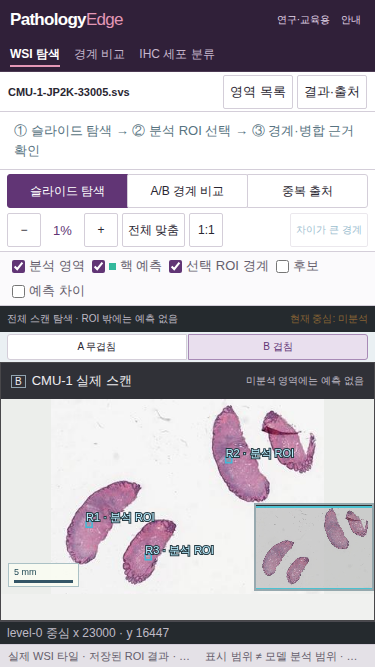 PathologyEdge
연구·교육용 안내
WSI 탐색 경계 비교 IHC 세포 분류
CMU-1-JP2K-33005.svs 영역 목록 결과·출처
① 슬라이드 탐색 → ② 분석 ROI 선택 → ③ 경계·병합 근거
확인
슬라이드 탐색 A/B 경계 비교 중복 출처
− 1% + 전체 맞춤 1:1 차이가 큰 경계
분석 영역 핵 예측 선택 ROI 경계 후보
예측 차이
전체 스캔 탐색 · ROI 밖에는 예측 없음 현재 중심: 미분석
A 무겹침 B 겹침
B CMU-1 실제 스캔 미분석 영역에는 예측 없음
R2 · 분석 ROI
R1 · 분석 ROI
R3 · 분석 ROI
5 mm
level-0 중심 x 23000 · y 16447
실제 WSI 타일 · 저장된 ROI 결과 · … 표시 범위 ≠ 모델 분석 범위 · …